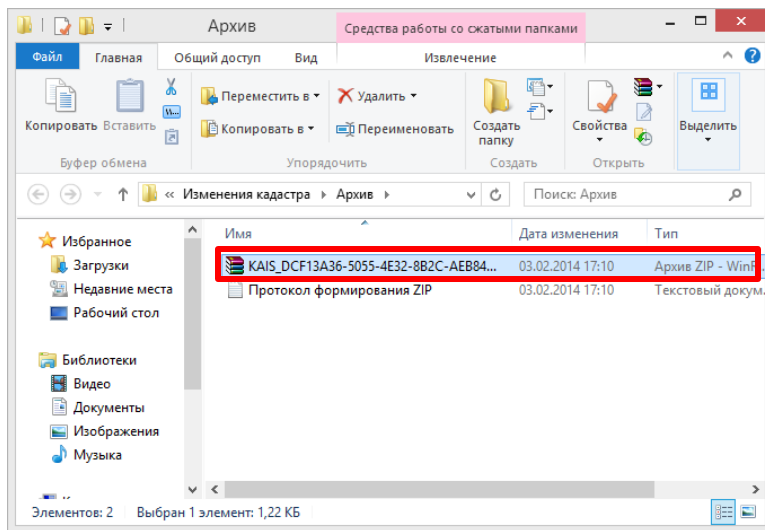 Архив
Средства работы со сжатыми папками
Файл Главная Общий доступ Вид Извлечение
Копировать Вставить
Переместить в
Копировать в
Удалить
Переименовать
Создать папку
Свойства
Выделить
Буфер обмена Упорядочить Создать Открыть
« Изменения кадастра Архив
Поиск: Архив
Избранное
Загрузки
Недавние места
Рабочий стол
Библиотеки
Видео
Документы
Изображения
Музыка
Имя Дата изменения Тип
KAIS_DCF13A36-5055-4E32-8B2C-AEB84... 03.02.2014 17:10 Архив ZIP - WinR...
Протокол формирования ZIP 03.02.2014 17:10 Текстовый докум...
Элементов: 2 Выбран 1 элемент: 1,22 КБ